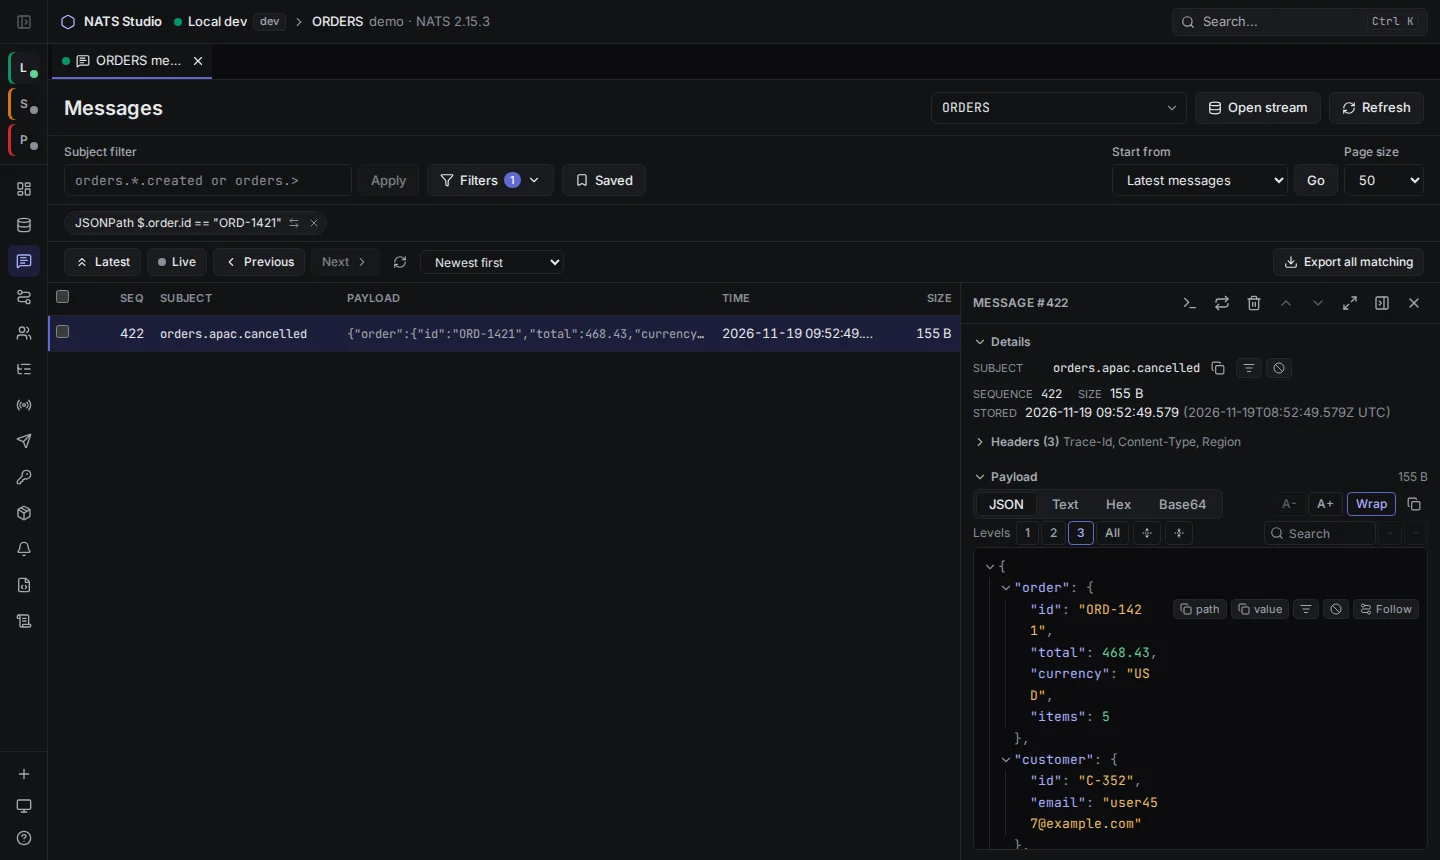 NATS Studio Local dev dev ORDERS demo · NATS 2.15.3 Search... Ctrl K
L ORDERS me...
S
P
Messages ORDERS Open stream Refresh
Subject filter Start from Page size
orders.*.created or orders.> Apply Filters 1 Saved Latest messages Go 50
JSONPath $.order.id == "ORD-1421"
Latest Live Previous Next Newest first Export all matching
SEQ SUBJECT PAYLOAD TIME SIZE
422 orders.apac.cancelled {"order":{"id":"ORD-1421","total":468.43,"currency… 2026-11-19 09:52:49.… 155 B
MESSAGE #422
Details
SUBJECT orders.apac.cancelled
SEQUENCE 422 SIZE 155 B
STORED 2026-11-19 09:52:49.579 (2026-11-19T08:52:49.579Z UTC)
Headers (3) Trace-Id, Content-Type, Region
Payload 155 B
JSON Text Hex Base64 A- A+ Wrap
Levels 1 2 3 All Search
{
"order": {
"id": "ORD-142 path value Follow
1",
"total": 468.43,
"currency": "US
D",
"items": 5
},
"customer": {
"id": "C-352",
"email": "user45
7@example.com"
},